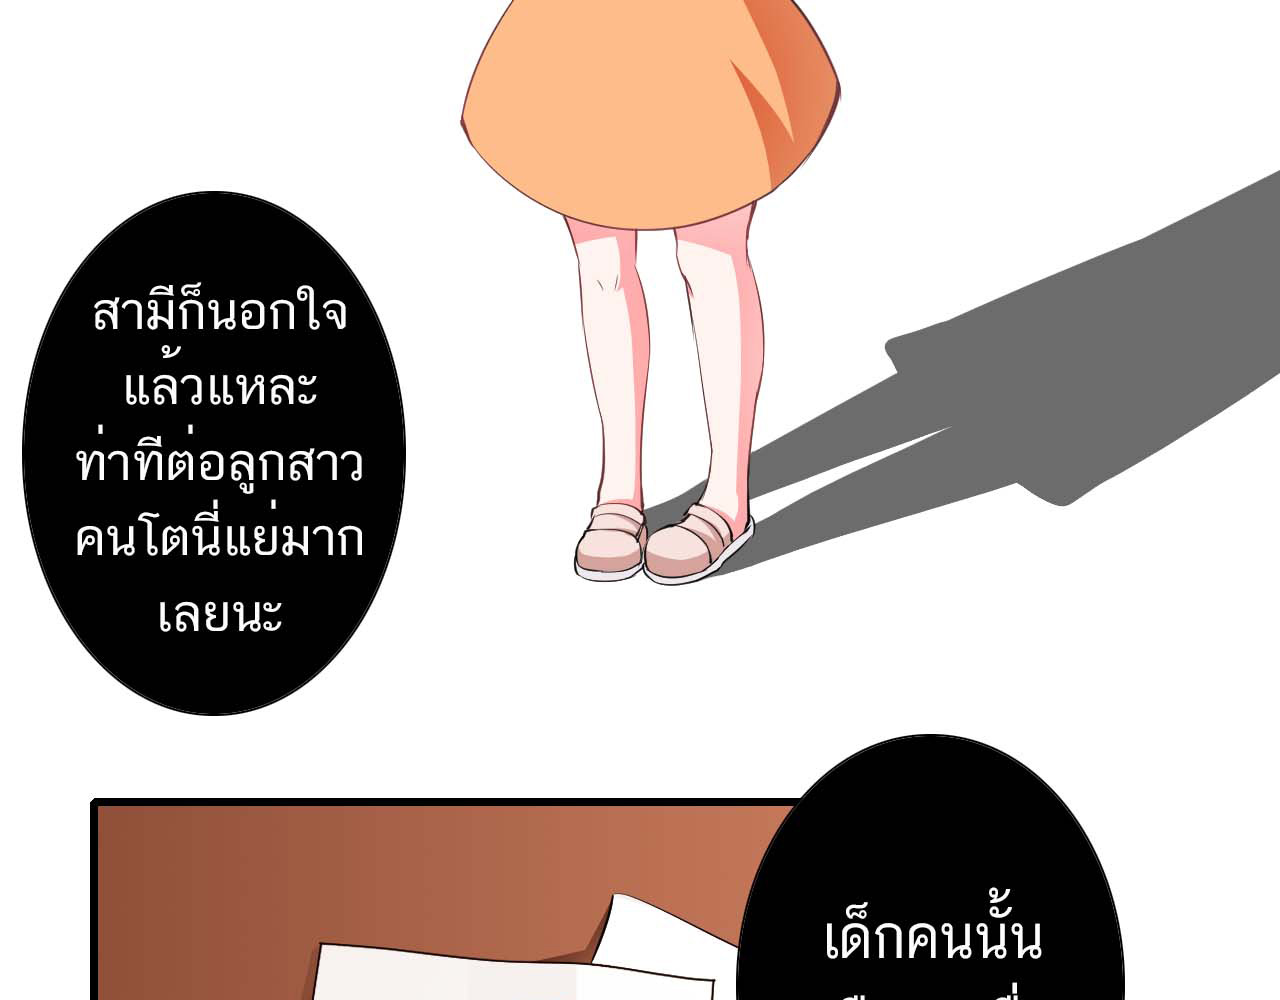 สามีก็นอกใจ
แล้วแหละ
ท่าทีต่อลูกสาว
คนโตนี่แย่มาก
เลยนะ
เด็กคนนั้น